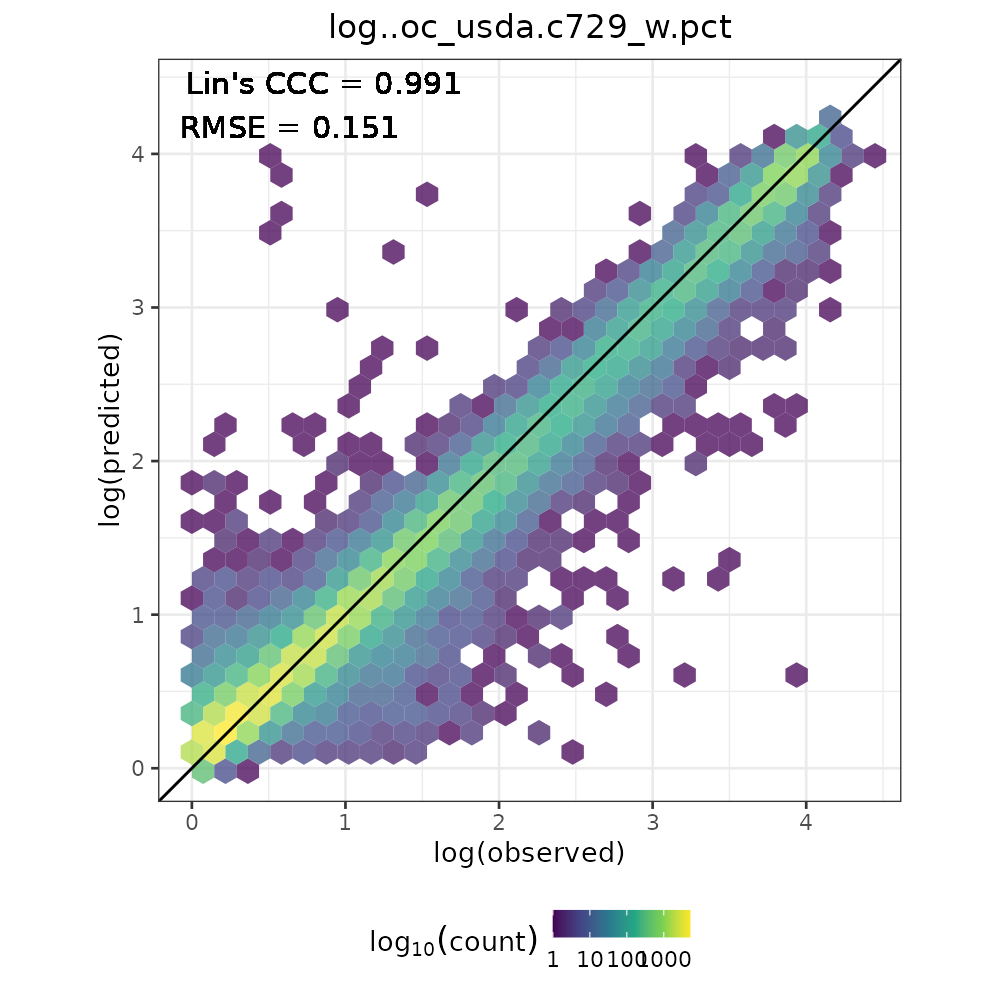 log..oc_usda.c729_w.pct
Lin's CCC = 0.991
RMSE = 0.151
4
3
2
1
0
log(predicted)
0 1 2 3 4
log(observed)
log10(count)
1 10 100 1000